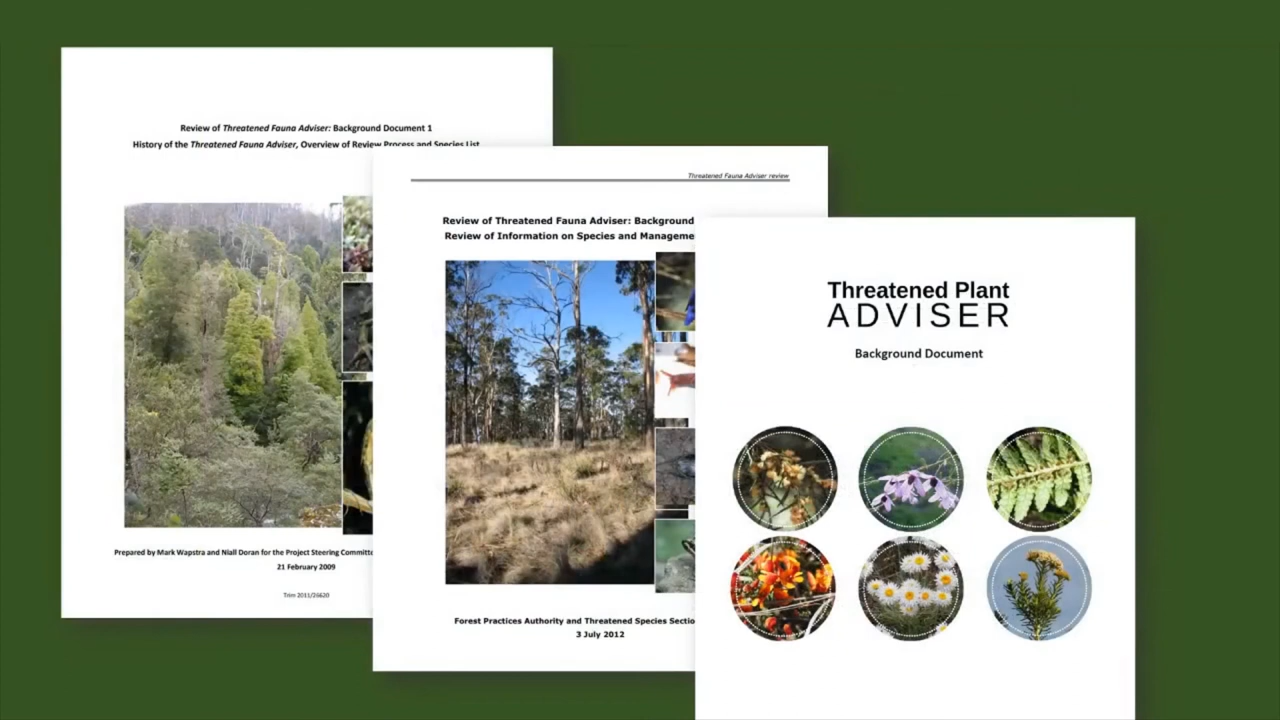 Review of Threatened Fauna Adviser: Background Document 1
History of the Threatened Fauna Adviser, Overview of Review Process and Species List
Prepared by Mark Wapstra and Niall Doran for the Project Steering
21 February 2009
Trim 2011/26620
Threatened Fauna Adviser review
Review of Threatened Fauna Adviser: Background
Review of Information on Species and
Forest Practices Authority and Threatened Species
3 July 2012
Threatened Plant
ADVISER
Background Document